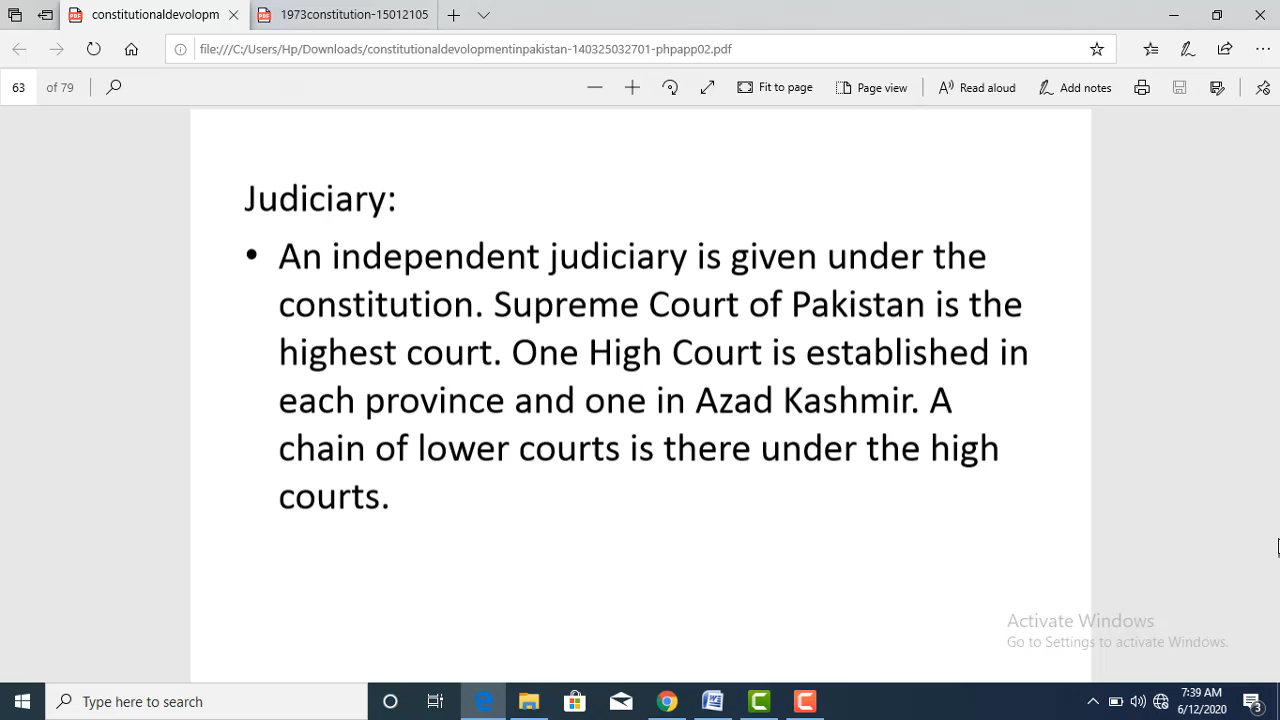 constitutionaldevolopm
1973constitution-15012105
file:///C:/Users/Hp/Downloads/constitutionaldevolopmentinpakistan-140325032701-phpapp02.pdf
63 of 79 Fit to page Page view Read aloud Add notes
Judiciary:
• An independent judiciary is given under the
constitution. Supreme Court of Pakistan is the
highest court. One High Court is established in
each province and one in Azad Kashmir. A
chain of lower courts is there under the high
courts.
Activate Windows
Go to Settings to activate Windows.
Type here to search
7:39 AM
6/12/2020
3